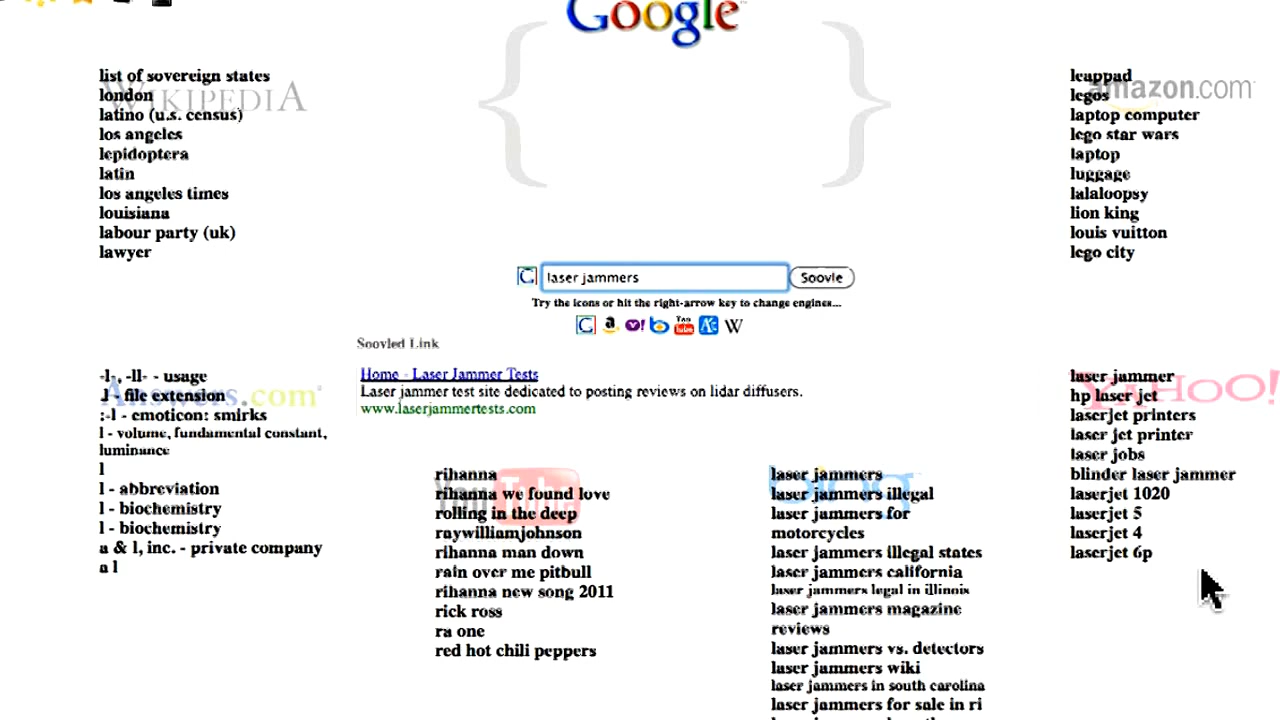 Google
list of sovereign states
london
latino (u.s. census)
los angeles
lepidoptera
latin
los angeles times
louisiana
labour party (uk)
lawyer
WIKIPEDIA
leappad
legos
laptop computer
lego star wars
laptop
luggage
lalaloopsy
lion king
louis vuitton
lego city
amazon.com
laser jammers
Soovle
Try the icons or hit the right-arrow key to change engines...
Soovled Link
Home - Laser Jammer Tests
Laser jammer test site dedicated to posting reviews on lidar diffusers.
www.laserjammertests.com
-l-, -ll- - usage
.l - file extension
:-l - emoticon: smirks
l - volume, fundamental constant,
luminance
l
l - abbreviation
l - biochemistry
l - biochemistry
a & l, inc. - private company
a l
Answers.com
rihanna
rihanna we found love
rolling in the deep
raywilliamjohnson
rihanna man down
rain over me pitbull
rihanna new song 2011
rick ross
ra one
red hot chili peppers
YouTube
laser jammers
laser jammers illegal
laser jammers for
motorcycles
laser jammers illegal states
laser jammers california
laser jammers legal in illinois
laser jammers magazine
reviews
laser jammers vs. detectors
laser jammers wiki
laser jammers in south carolina
laser jammers for sale in ri
bing
laser jammer
hp laser jet
laserjet printers
laser jet printer
laser jobs
blinder laser jammer
laserjet 1020
laserjet 5
laserjet 4
laserjet 6p
YAHOO!